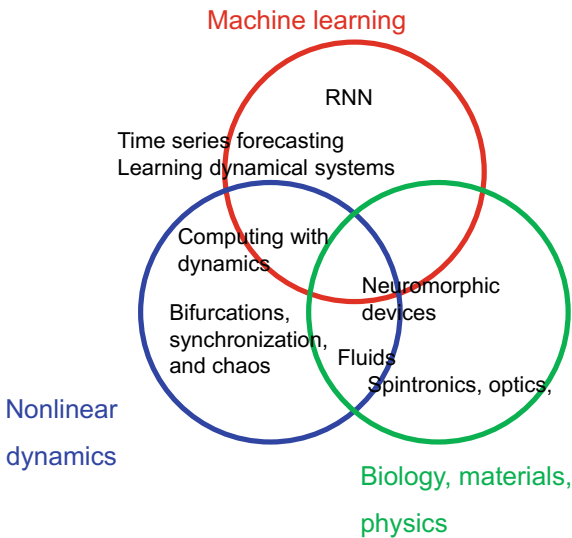 Machine learning
RNN
Time series forecasting
Learning dynamical systems
Computing with
dynamics
Neuromorphic
devices
Bifurcations,
synchronization,
and chaos
Fluids
Spintronics, optics,
Nonlinear
dynamics
Biology, materials,
physics